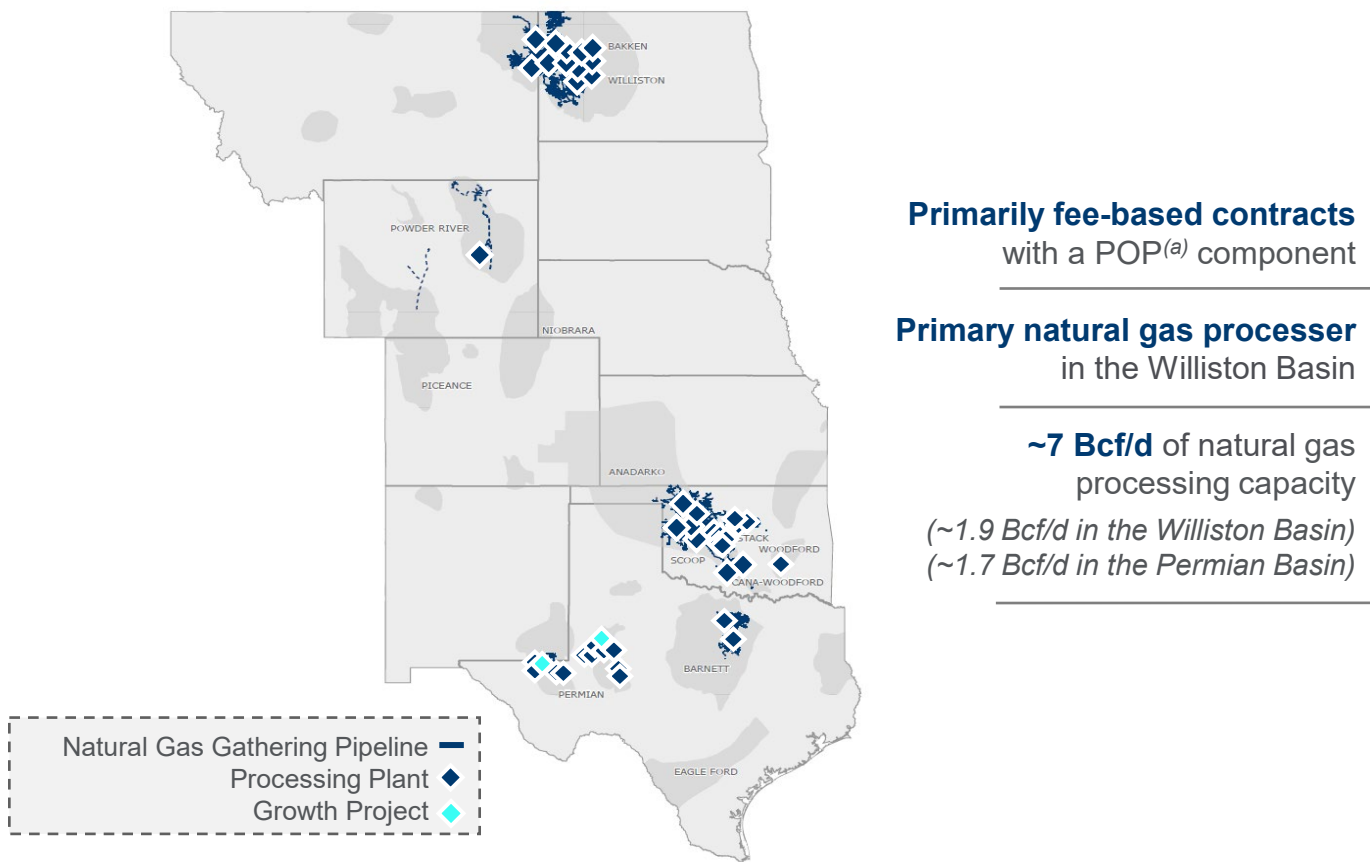 BAKKEN
WILLISTON
POWDER RIVER
NIOBRARA
PICEANCE
ANADARKO
STACK
WOODFORD
SCOOP
CANA-WOODFORD
BARNETT
PERMIAN
EAGLE FORD
Primarily fee-based contracts
with a POP(a) component
Primary natural gas processer
in the Williston Basin
~7 Bcf/d of natural gas
processing capacity
(~1.9 Bcf/d in the Williston Basin)
(~1.7 Bcf/d in the Permian Basin)
Natural Gas Gathering Pipeline
Processing Plant
Growth Project